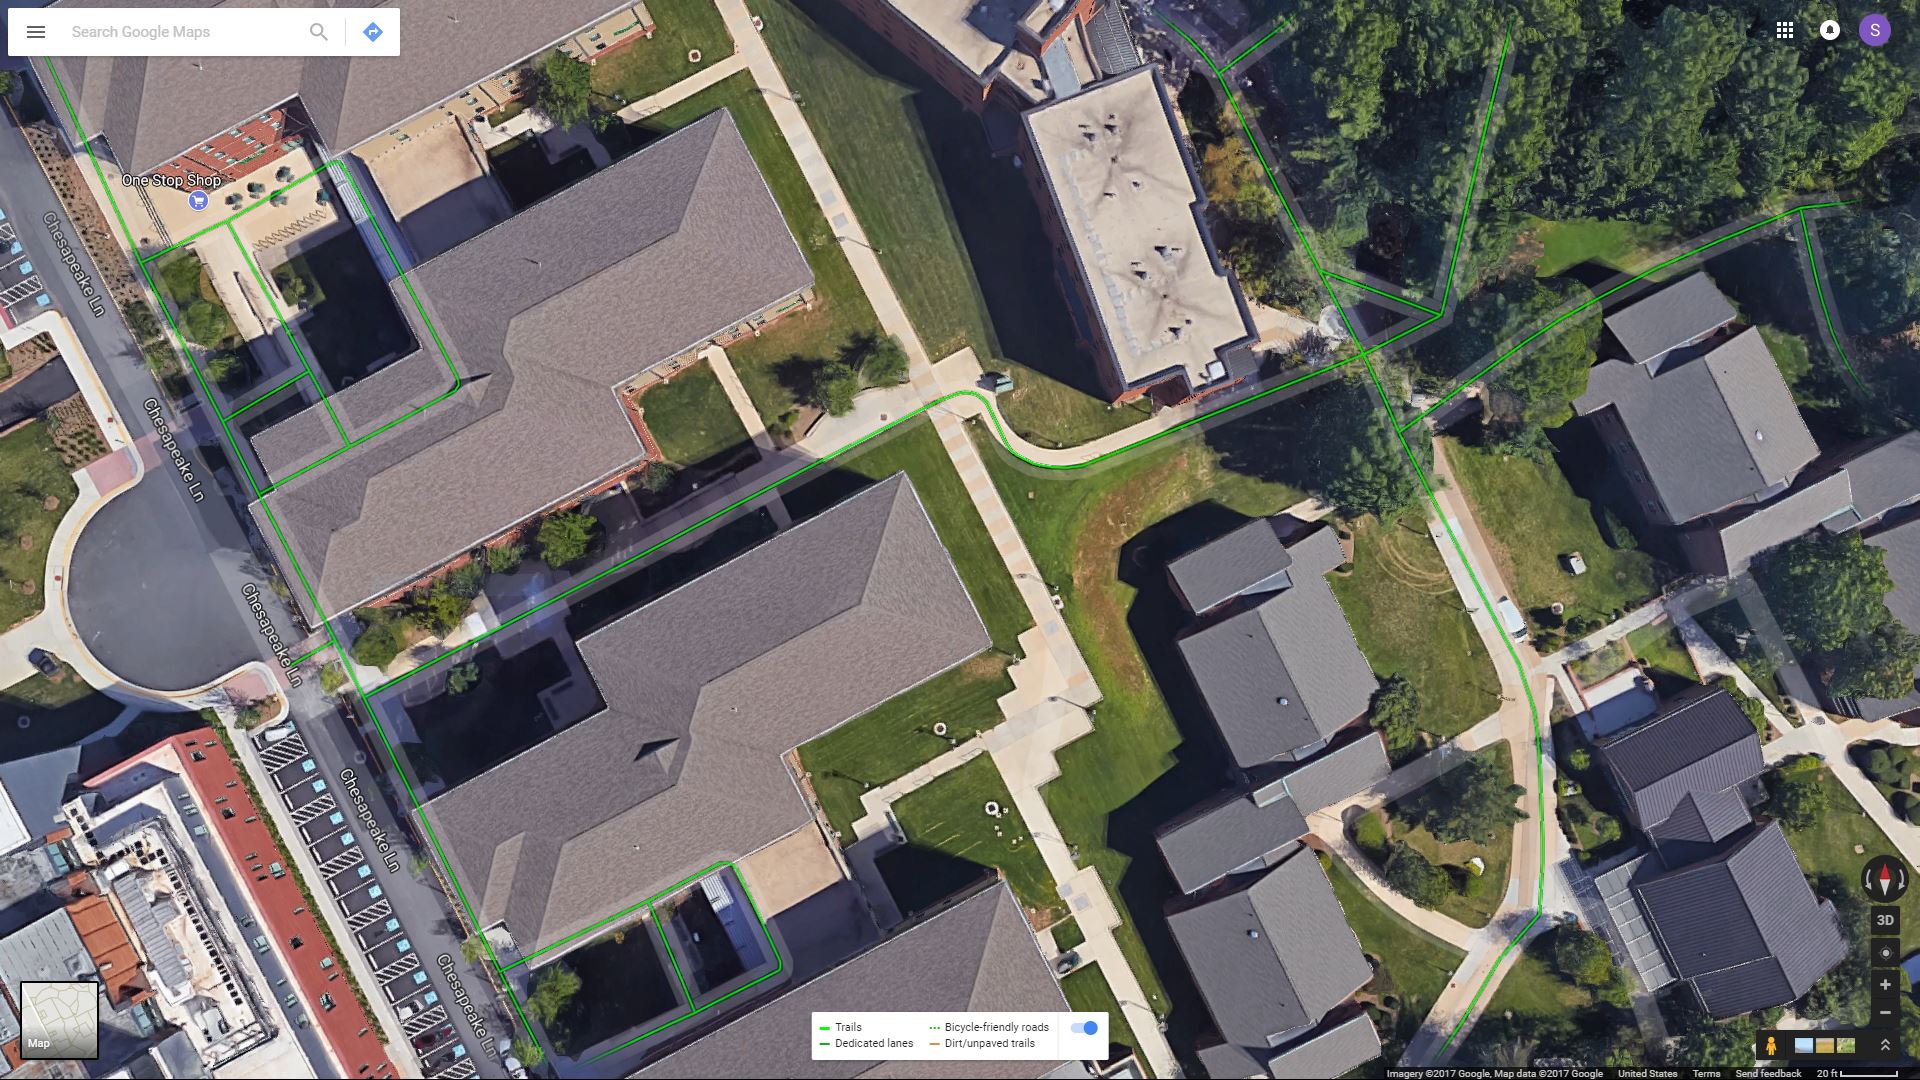 Search Google Maps
S
One Stop Shop
Chesapeake Ln
Chesapeake Ln
Chesapeake Ln
Chesapeake Ln
Chesapeake Ln
3D
Map
Trails
Bicycle-friendly roads
Dedicated lanes
Dirt/unpaved trails
Imagery ©2017 Google, Map data ©2017 Google United States Terms Send feedback 20 ft